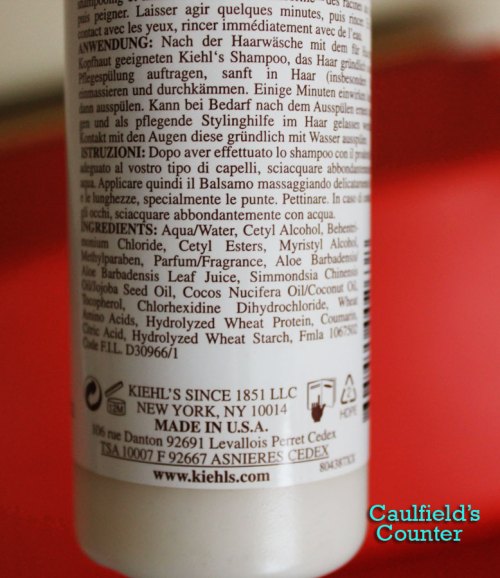 puis peigner. Laisser agir quelques minutes, puis rincer
contact avec les yeux, rincer immédiatement avec de l'eau.
ANWENDUNG: Nach der Haarwäsche mit dem für
Kopfhaut geeigneten Kiehl's Shampoo, das Haar gründlich
Pflegespülung auftragen, sanft in Haar (insbesondere
einmassieren und durchkämmen. Einige Minuten einwirken
dann ausspülen. Kann bei Bedarf nach dem Ausspülen erneut
und als pflegende Stylinghilfe im Haar gelassen
Kontakt mit den Augen diese gründlich mit Wasser ausspülen.
ISTRUZIONI: Dopo aver effettuato lo shampoo con il prodotto
adeguato al vostro tipo di capelli, sciacquare abbondantemente
acqua. Applicare quindi il Balsamo massaggiando delicatamente
e le lunghezze, specialmente le punte. Pettinare. In caso di
gli occhi, sciacquare abbondantemente con acqua.
INGREDIENTS: Aqua/Water, Cetyl Alcohol, Behentri-
monium Chloride, Cetyl Esters, Myristyl Alcohol,
Methylparaben, Parfum/Fragrance, Aloe Barbadensis/
Aloe Barbadensis Leaf Juice, Simmondsia Chinensis
Oil/Jojoba Seed Oil, Cocos Nucifera Oil/Coconut Oil,
Tocopherol, Chlorhexidine Dihydrochloride, Wheat
Amino Acids, Hydrolyzed Wheat Protein, Coumarin,
Citric Acid, Hydrolyzed Wheat Starch, Fmla 1067502
Code F.I.L. D30966/1
12M
KIEHL'S SINCE 1851 LLC
NEW YORK, NY 10014
MADE IN U.S.A.
106 rue Danton 92691 Levallois Perret Cedex
TSA 10007 F 92667 ASNIERES CEDEX
www.kiehls.com
2
HDPE
Caulfield's
Counter